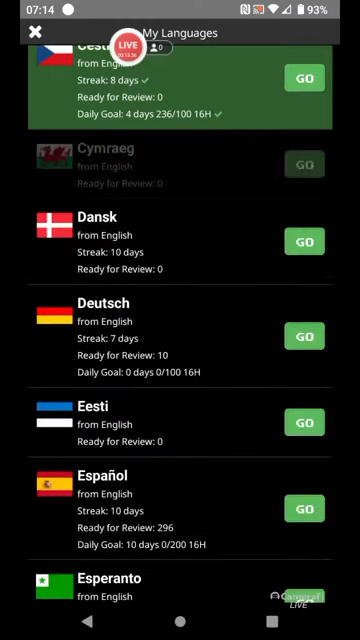 07:14
93%
My Languages
LIVE
00:13:56
0
from English
Streak: 8 days
Ready for Review: 0
Daily Goal: 4 days 236/100 16H
GO
Cymraeg
from English
Ready for Review: 0
GO
Dansk
from English
Streak: 10 days
Ready for Review: 0
GO
Deutsch
from English
Streak: 7 days
Ready for Review: 10
Daily Goal: 0 days 0/100 16H
GO
Eesti
from English
Ready for Review: 0
GO
Español
from English
Streak: 10 days
Ready for Review: 296
Daily Goal: 10 days 0/200 16H
GO
Esperanto
from English
LIVE